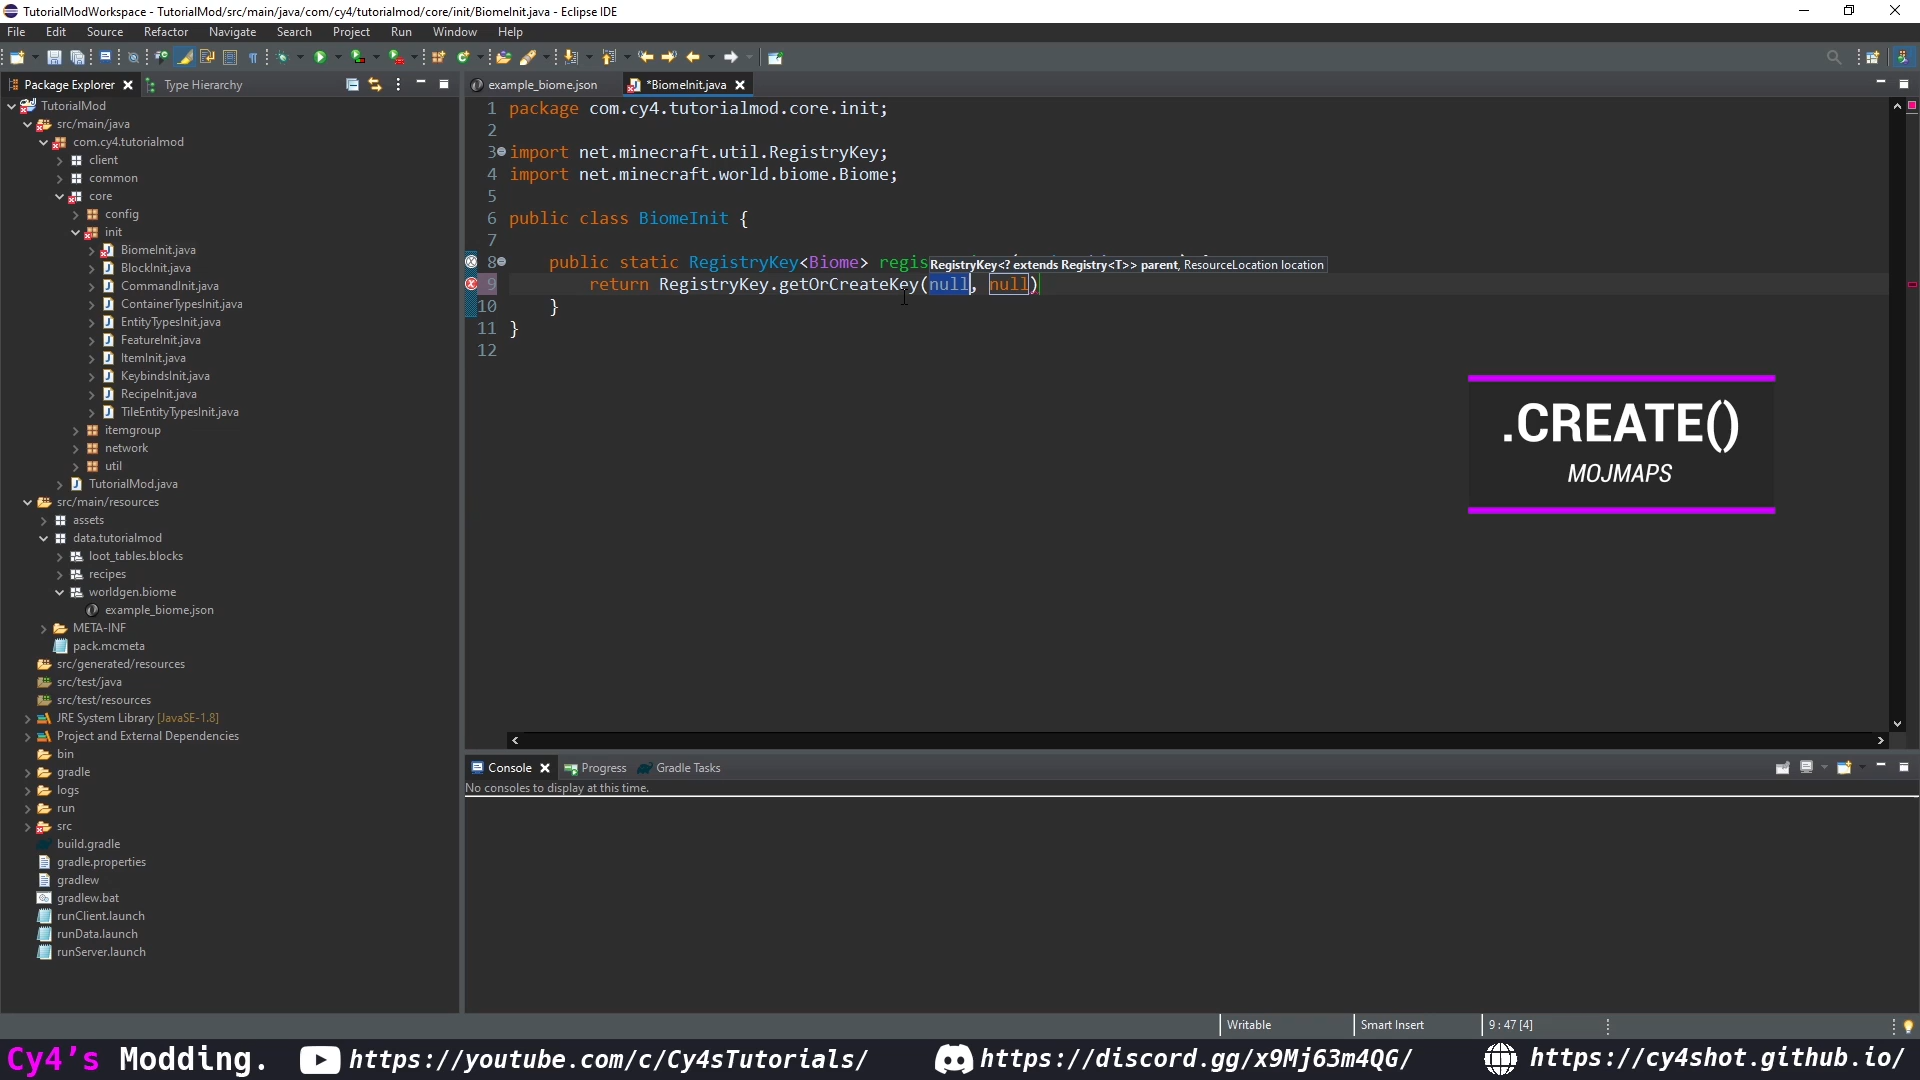 TutorialModWorkspace - TutorialMod/src/main/java/com/cy4/tutorialmod/core/init/BiomeInit.java - Eclipse IDE
File Edit Source Refactor Navigate Search Project Run Window Help
Package Explorer Type Hierarchy
example_biome.json *BiomeInit.java
TutorialMod
src/main/java
com.cy4.tutorialmod
client
common
core
config
init
BiomeInit.java
BlockInit.java
CommandInit.java
ContainerTypesInit.java
EntityTypesInit.java
FeatureInit.java
ItemInit.java
KeybindsInit.java
RecipeInit.java
TileEntityTypesInit.java
itemgroup
network
util
TutorialMod.java
src/main/resources
assets
data.tutorialmod
loot_tables.blocks
recipes
worldgen.biome
example_biome.json
META-INF
pack.mcmeta
src/generated/resources
src/test/java
src/test/resources
JRE System Library [JavaSE-1.8]
Project and External Dependencies
bin
gradle
logs
run
src
build.gradle
gradle.properties
gradlew
gradlew.bat
runClient.launch
runData.launch
runServer.launch
1 package com.cy4.tutorialmod.core.init;
2
3 import net.minecraft.util.RegistryKey;
4 import net.minecraft.world.biome.Biome;
5
6 public class BiomeInit {
7
8 public static RegistryKey<Biome> regis
RegistryKey<? extends Registry<T>> parent, ResourceLocation location
9 return RegistryKey.getOrCreateKey(null, null)
10 }
11 }
12
.CREATE()
MOJMAPS
Console Progress Gradle Tasks
No consoles to display at this time.
Writable Smart Insert 9 : 47 [4]
Cy4's Modding. https://youtube.com/c/Cy4sTutorials/ https://discord.gg/x9Mj63m4QG/ https://cy4shot.github.io/